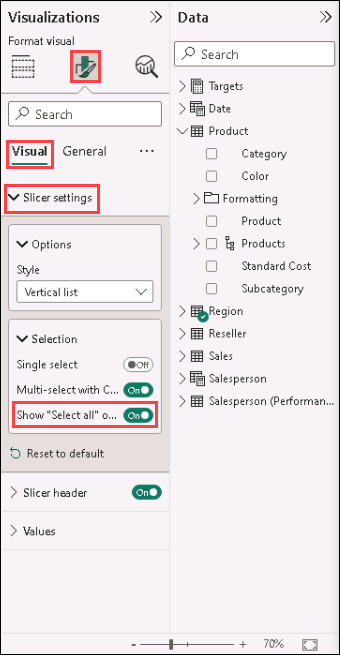 Visualizations
Format visual
Search
Visual
General
...
Slicer settings
Options
Style
Vertical list
Selection
Single select
Off
Multi-select with C...
On
Show "Select all" o...
On
Reset to default
Slicer header
On
Values
Data
Search
Targets
Date
Product
Category
Color
Formatting
Product
Products
Standard Cost
Subcategory
Region
Reseller
Sales
Salesperson
Salesperson (Performan...
- + 70%